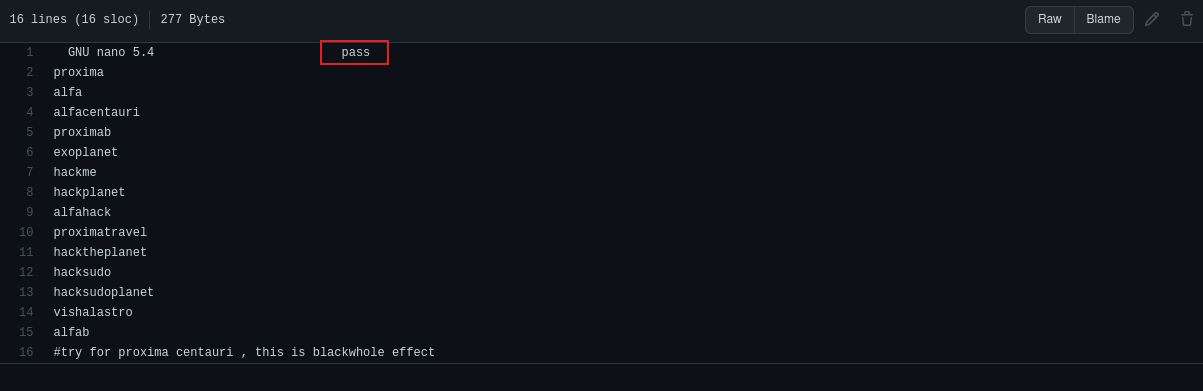 16 lines (16 sloc) 277 Bytes Raw Blame
1 GNU nano 5.4 pass
2 proxima
3 alfa
4 alfacentauri
5 proximab
6 exoplanet
7 hackme
8 hackplanet
9 alfahack
10 proximatravel
11 hacktheplanet
12 hacksudo
13 hacksudoplanet
14 vishalastro
15 alfab
16 #try for proxima centauri , this is blackwhole effect